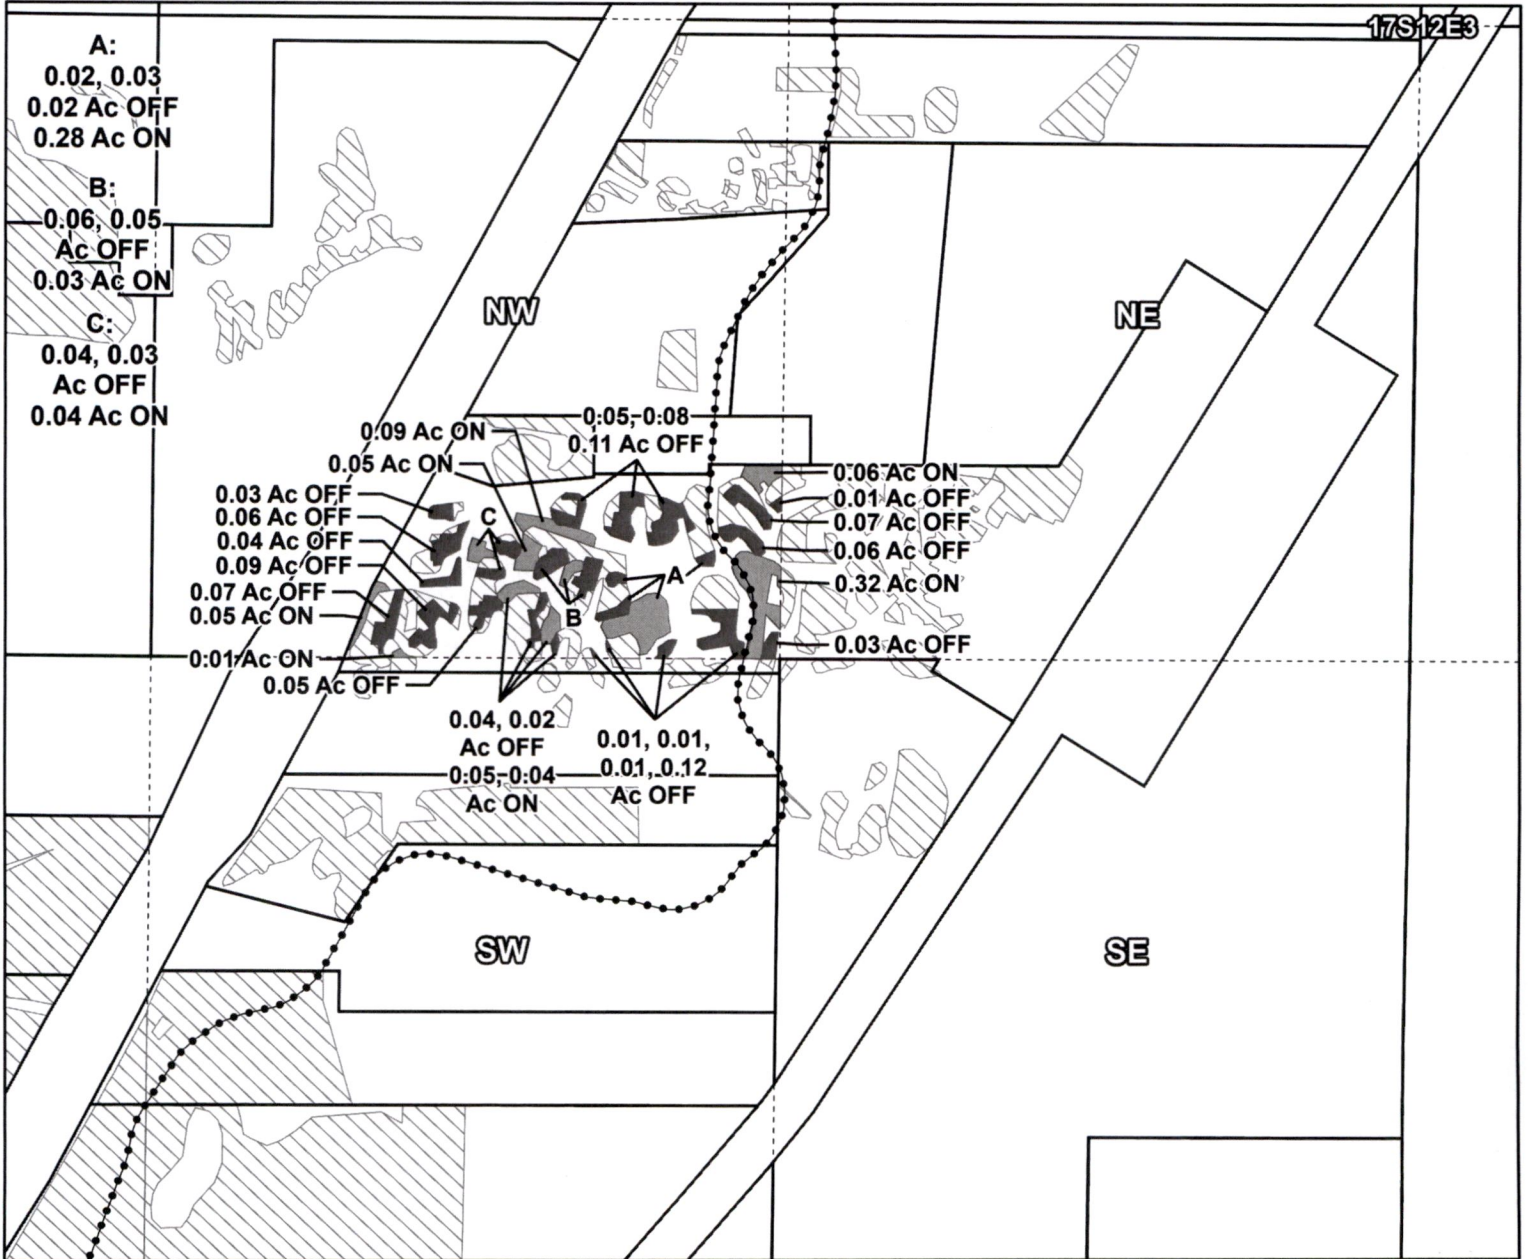 17S12E3
A:
0.02, 0.03
0.02 Ac OFF
0.28 Ac ON
B:
0.06, 0.05
Ac OFF
0.03 Ac ON
C:
0.04, 0.03
Ac OFF
0.04 Ac ON
NW
NE
0.09 Ac ON
0.05, 0.08
0.11 Ac OFF
0.05 Ac ON
0.03 Ac OFF
0.06 Ac OFF
0.04 Ac OFF
0.09 Ac OFF
0.07 Ac OFF
0.05 Ac ON
0.01 Ac ON
0.05 Ac OFF
C
A
B
0.06 Ac ON
0.01 Ac OFF
0.07 Ac OFF
0.06 Ac OFF
0.32 Ac ON
0.03 Ac OFF
0.04, 0.02
Ac OFF
0.05, 0.04
Ac ON
0.01, 0.01,
0.01, 0.12
Ac OFF
SW
SE